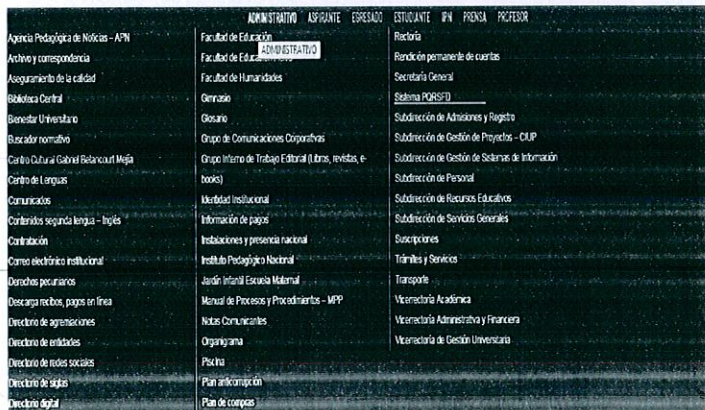 ADMINISTRATIVO ASPIRANTE EGRESADO ESTUDIANTE IPN PRENSA PROFESOR
Agencia Pedagógica de Noticias – APN
Archivo y correspondencia
Aseguramiento de la calidad
Biblioteca Central
Bienestar Universitario
Buscador normativo
Centro Cultural Gabriel Betancourt Mejía
Centro de Lenguas
Comunicados
Contenidos segunda lengua – Inglés
Contratación
Correo electrónico institucional
Derechos pecuniarios
Descarga recibos, pagos en línea
Directorio de agremiaciones
Directorio de entidades
Directorio de redes sociales
Directorio de siglas
Directorio digital
Facultad de Educación
ADMINISTRATIVO
Facultad de
Facultad de Humanidades
Gimnasio
Glosario
Grupo de Comunicaciones Corporativas
Grupo Interno de Trabajo Editorial (Libros, revistas, e-
books)
Identidad Institucional
Información de pagos
Instalaciones y presencia nacional
Instituto Pedagógico Nacional
Jardín Infantil Escuela Maternal
Manual de Procesos y Procedimientos – MPP
Notas Comunicantes
Organigrama
Piscina
Plan anticorrupción
Plan de compras
Rectoría
Rendición permanente de cuentas
Secretaría General
Sistema PQRSFD
Subdirección de Admisiones y Registro
Subdirección de Gestión de Proyectos – CIUP
Subdirección de Gestión de Sistemas de Información
Subdirección de Personal
Subdirección de Recursos Educativos
Subdirección de Servicios Generales
Suscripciones
Trámites y Servicios
Transporte
Vicerrectoría Académica
Vicerrectoría Administrativa y Financiera
Vicerrectoría de Gestión Universitaria